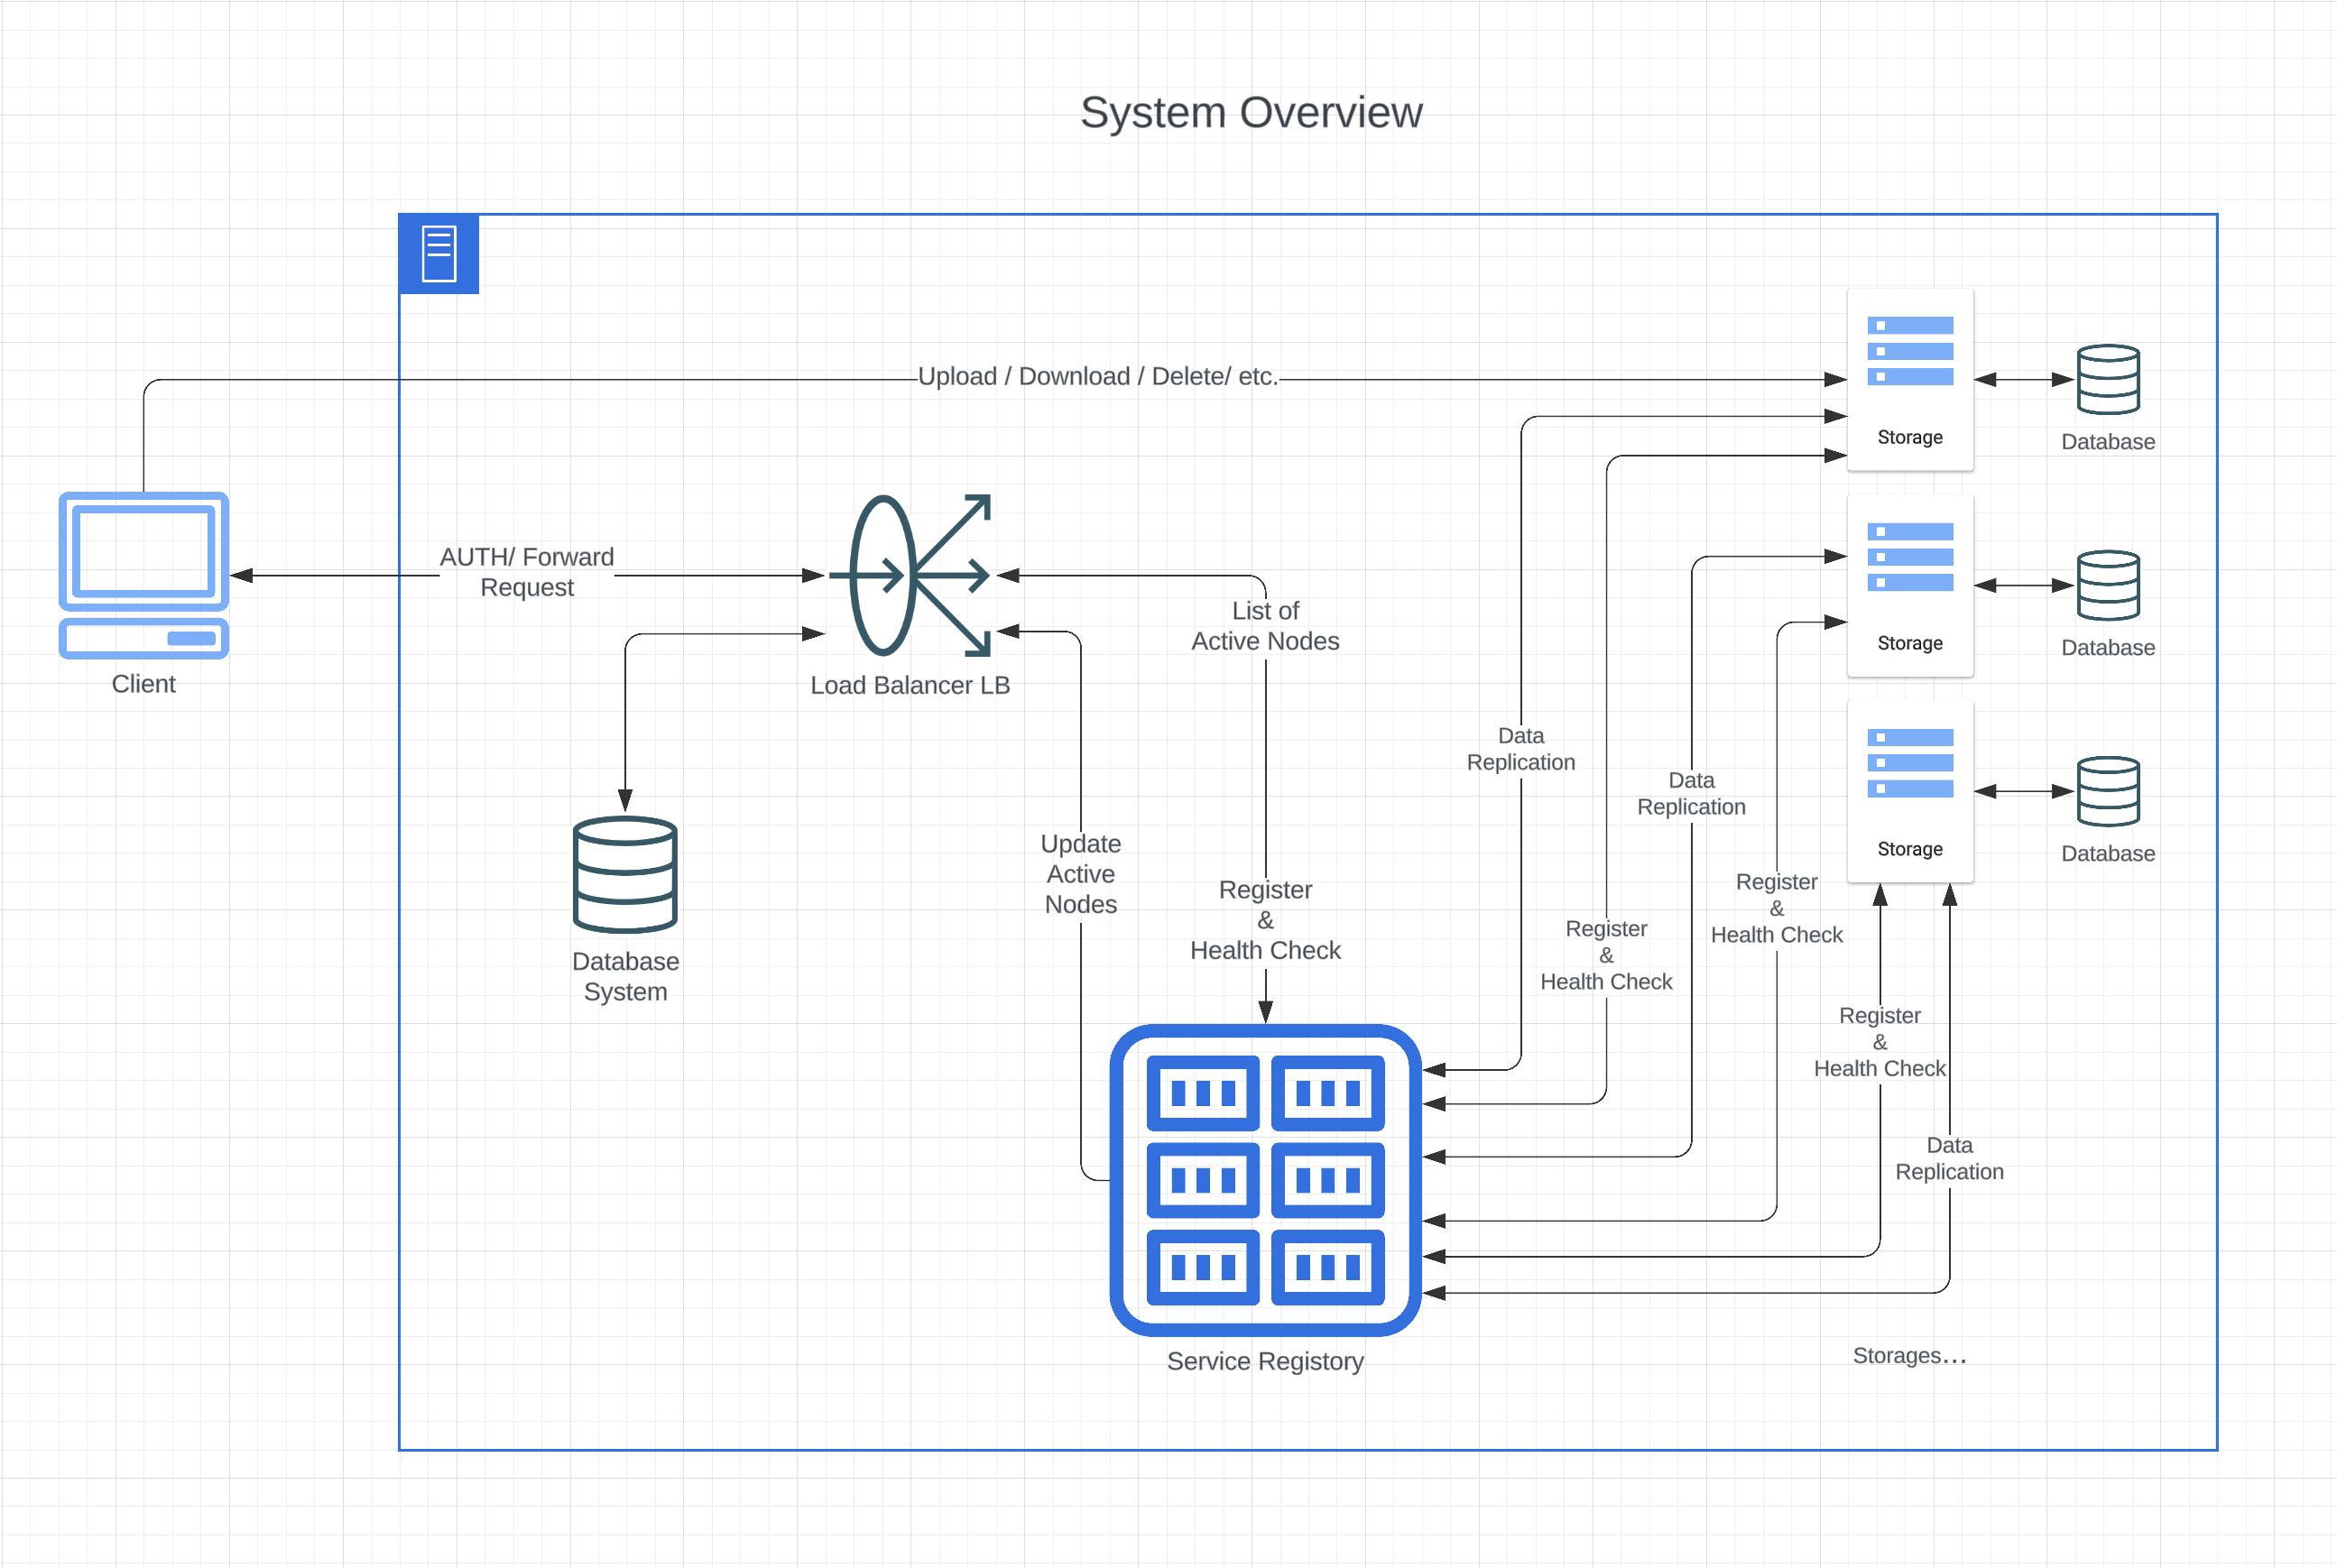 System Overview
Upload / Download / Delete/ etc.
Storage
Database
AUTH/ Forward
Request
Client
Load Balancer LB
List of
Active Nodes
Storage
Database
Data
Replication
Data
Replication
Update
Active
Nodes
Register
&
Health Check
Register
&
Health Check
Register
&
Health Check
Storage
Database
Database
System
Register
&
Health Check
Data
Replication
Service Registory
Storages...